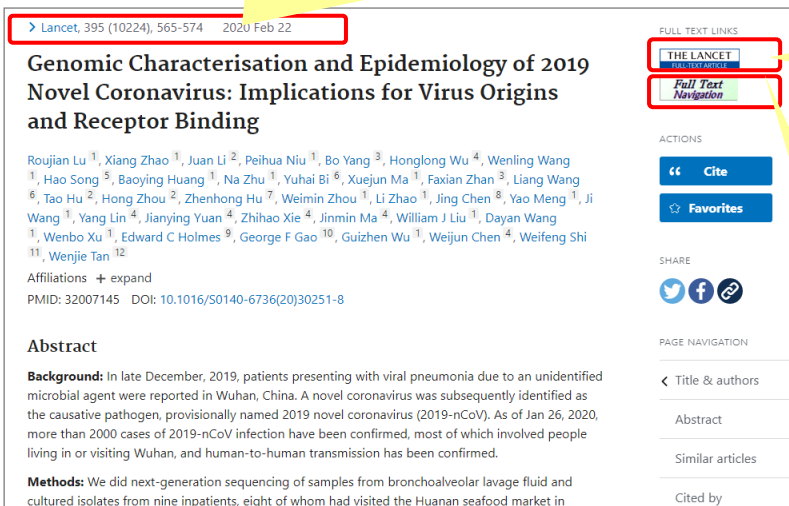 Lancet, 395 (10224), 565-574 2020 Feb 22
Genomic Characterisation and Epidemiology of 2019
Novel Coronavirus: Implications for Virus Origins
and Receptor Binding
Roujian Lu 1, Xiang Zhao 1, Juan Li 2, Peihua Niu 1, Bo Yang 3, Honglong Wu 4, Wenling Wang
1, Hao Song 5, Baoying Huang 1, Na Zhu 1, Yuhai Bi 6, Xuejun Ma 1, Faxian Zhan 3, Liang Wang
6, Tao Hu 2, Hong Zhou 2, Zhenhong Hu 7, Weimin Zhou 1, Li Zhao 1, Jing Chen 8, Yao Meng 1, Ji
Wang 1, Yang Lin 4, Jianying Yuan 4, Zhihao Xie 4, Jinmin Ma 4, William J Liu 1, Dayan Wang
1, Wenbo Xu 1, Edward C Holmes 9, George F Gao 10, Guizhen Wu 1, Weijun Chen 4, Weifeng Shi
11, Wenjie Tan 12
Affiliations + expand
PMID: 32007145 DOI: 10.1016/S0140-6736(20)30251-8
Abstract
Background: In late December, 2019, patients presenting with viral pneumonia due to an unidentified
microbial agent were reported in Wuhan, China. A novel coronavirus was subsequently identified as
the causative pathogen, provisionally named 2019 novel coronavirus (2019-nCoV). As of Jan 26, 2020,
more than 2000 cases of 2019-nCoV infection have been confirmed, most of which involved people
living in or visiting Wuhan, and human-to-human transmission has been confirmed.
Methods: We did next-generation sequencing of samples from bronchoalveolar lavage fluid and
cultured isolates from nine inpatients, eight of whom had visited the Huanan seafood market in
FULL TEXT LINKS
THE LANCET
FULL-TEXT ARTICLE
Full Text
Navigation
ACTIONS
Cite
Favorites
SHARE
PAGE NAVIGATION
Title & authors
Abstract
Similar articles
Cited by